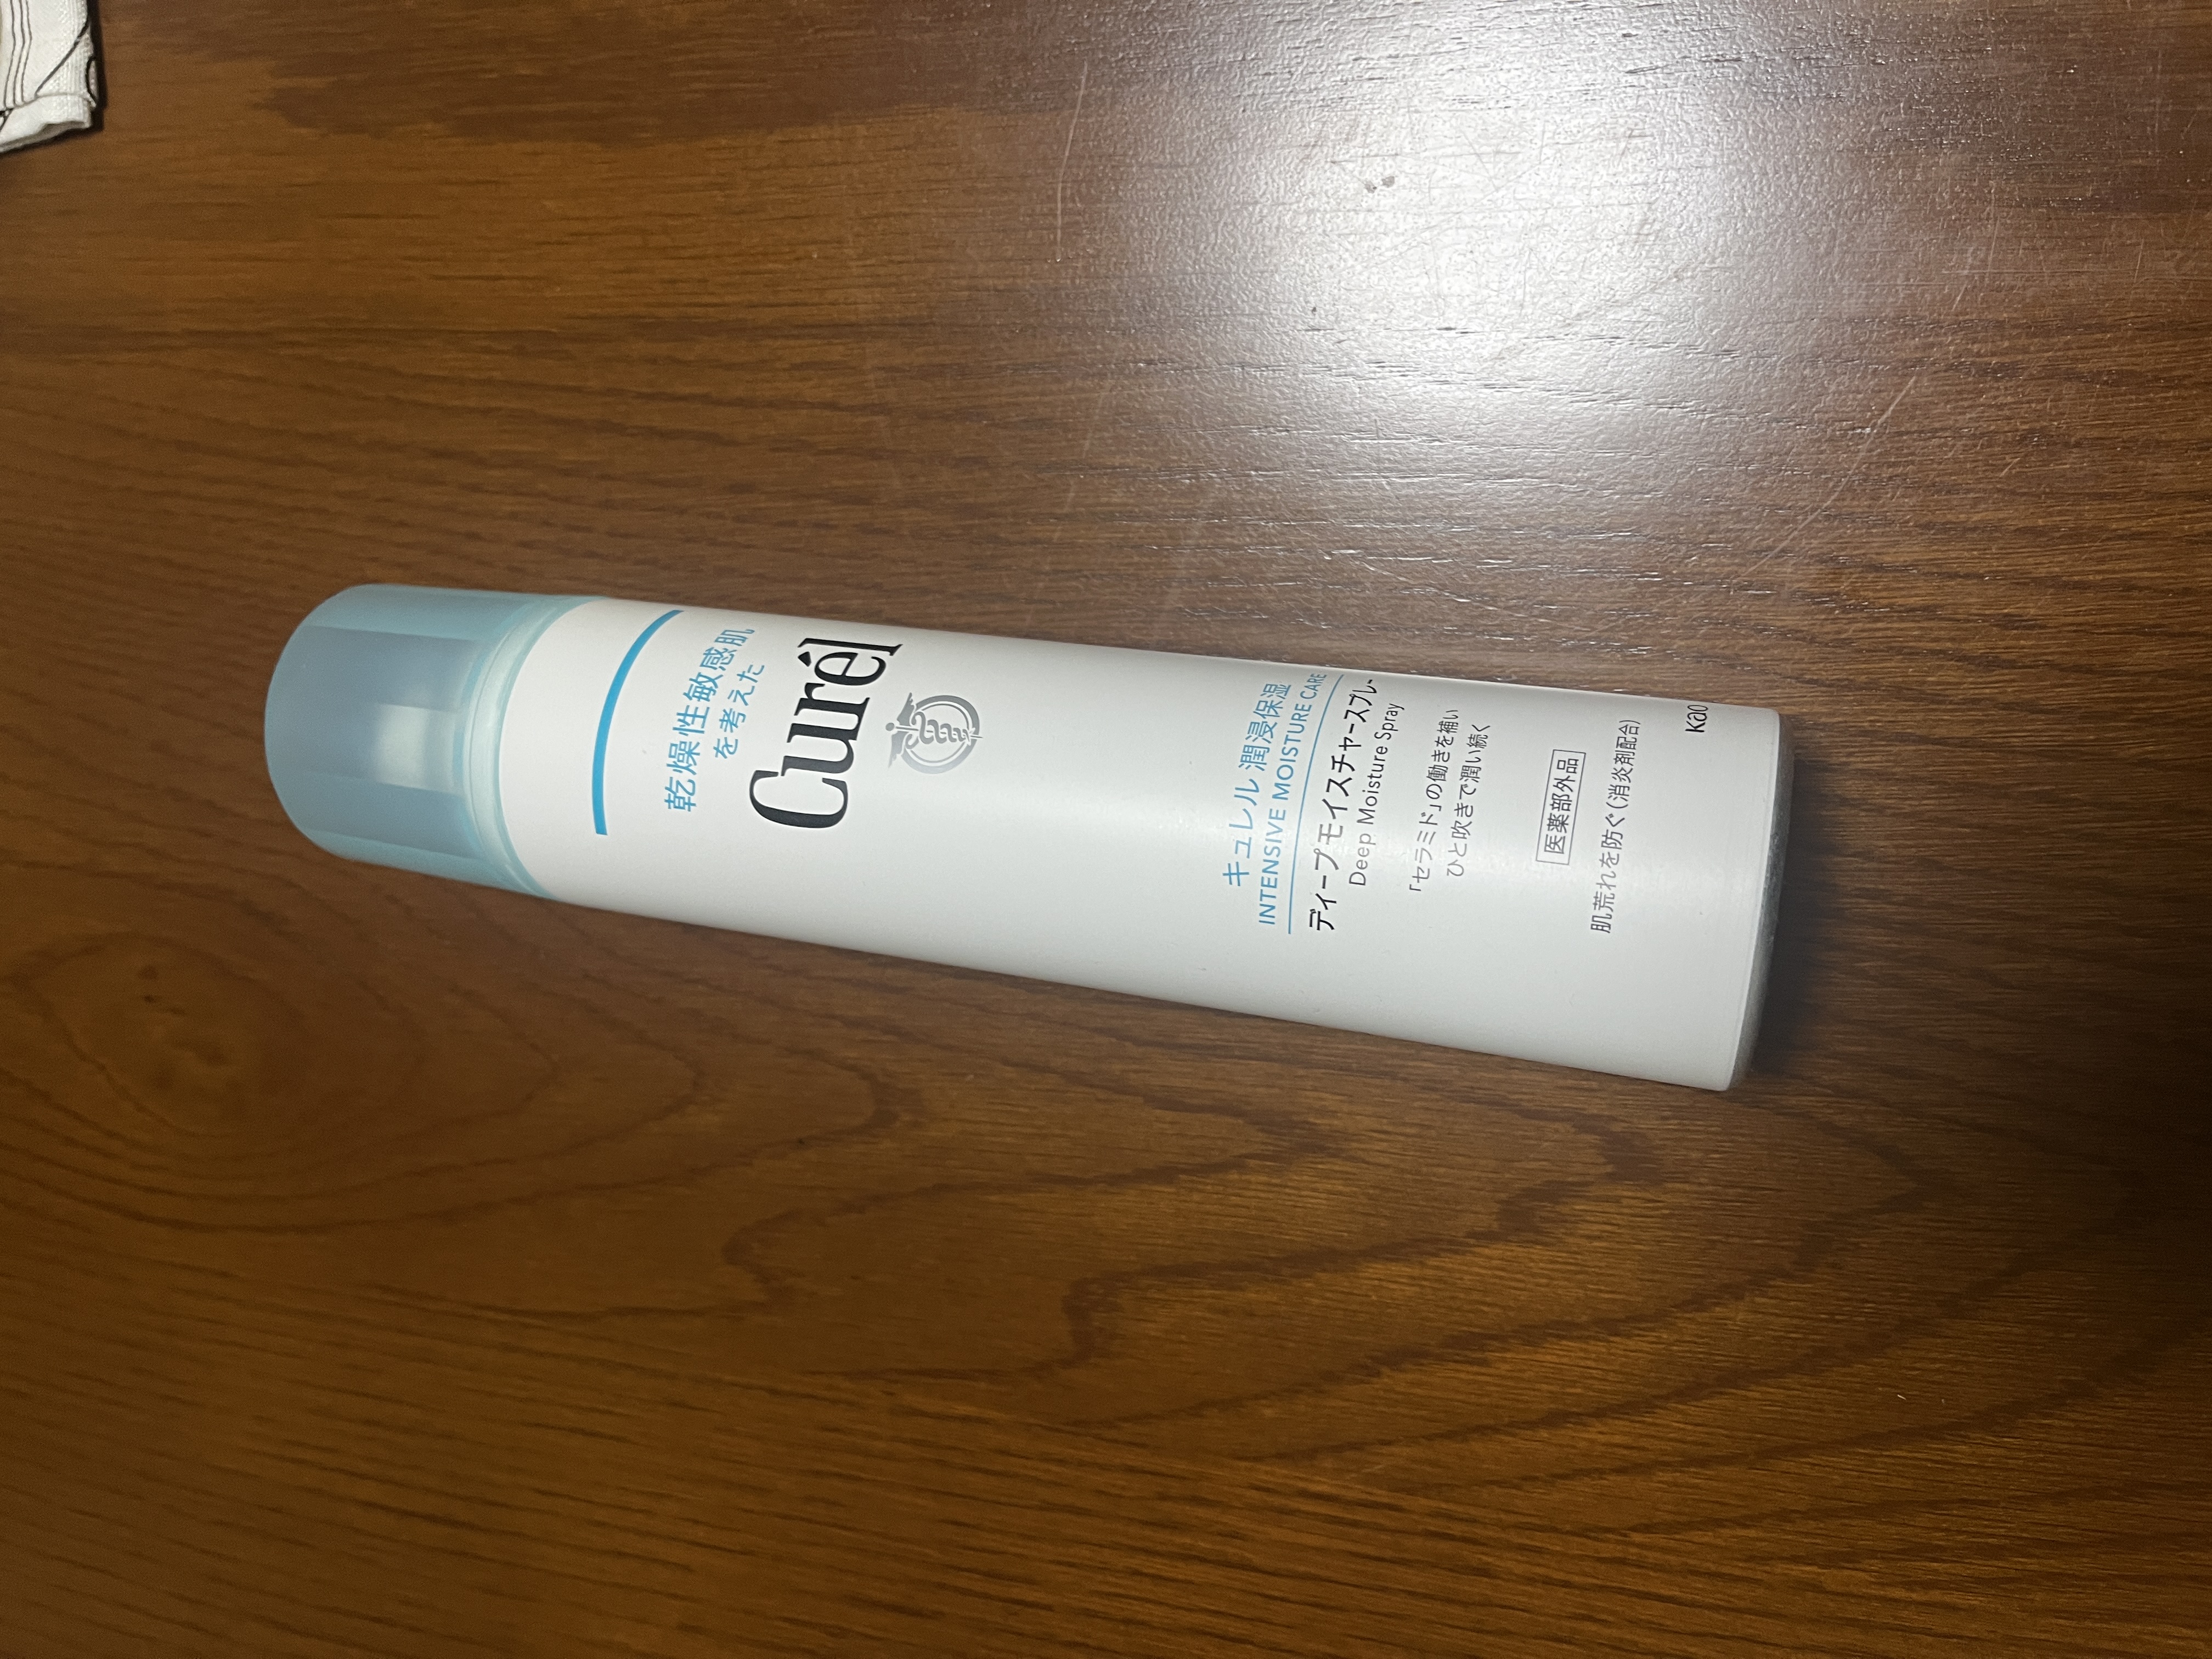 乾燥性敏感肌
を考えた
Curél
キュレル 潤浸保湿
INTENSIVE MOISTURE CARE
ディープモイスチャースプレー
Deep Moisture Spray
「セラミド」の働きを補い
ひと吹きで潤い続く
医薬部外品
肌荒れを防ぐ(消炎剤配合)
Kao